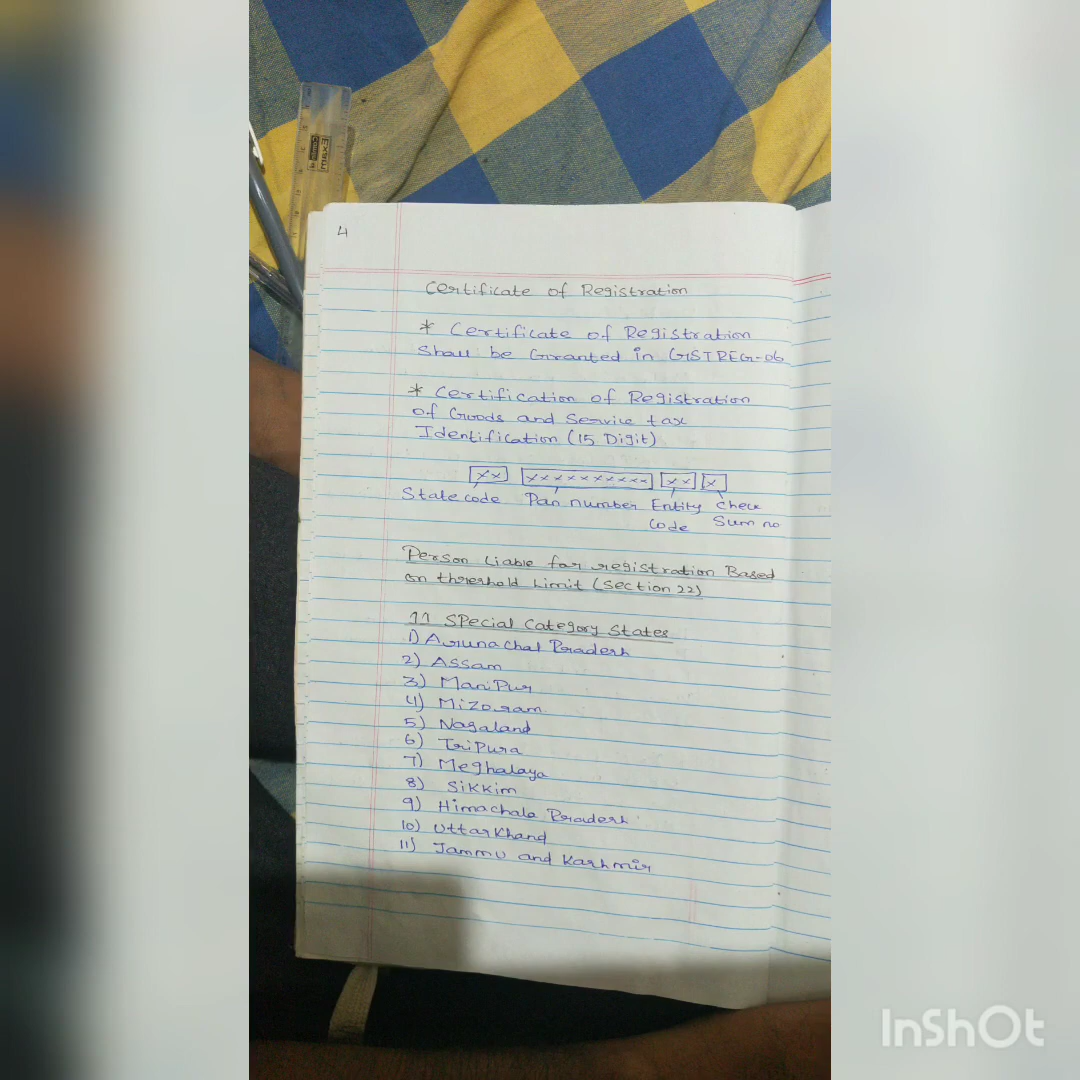 4
Certificate of Registration
* Certificate of Registration
Shall be Granted in GSTREG-06
* Certification of Registration
of Goods and Service tax
Identification (15 Digit)
xx xxxxxxxxxx xx x
State code Pan number Entity check
Code Sum no
Person Liable for registration Based
on threshold Limit (section 22)
11 Special Category States
1) Arunachal Pradesh
2) Assam
3) Manipur
4) Mizoram
5) Nagaland
6) Tripura
7) Meghalaya
8) Sikkim
9) Himachale Pradesh
10) Uttarkhand
11) Jammu and Kashmir
Exam
InShOt